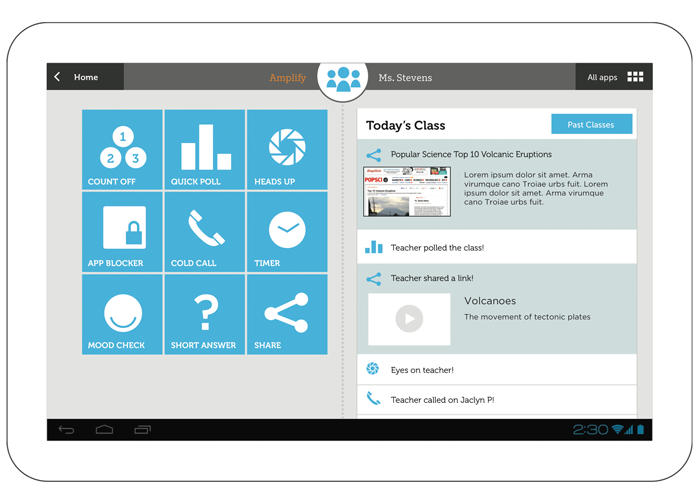 Home
Amplify
Ms. Stevens
All apps
1
2 3
COUNT OFF
QUICK POLL
HEADS UP
APP BLOCKER
COLD CALL
TIMER
MOOD CHECK
?
SHORT ANSWER
SHARE
Today's Class
Past Classes
Popular Science Top 10 Volcanic Eruptions
POPSCI
Lorem ipsum dolor sit amet. Arma
virumque cano Troiae urbs fuit. Lorem
ipsum dolor sit amet. Arma virumque
cano Troiae urbs fuit.
Teacher polled the class!
Teacher shared a link!
Volcanoes
The movement of tectonic plates
Eyes on teacher!
Teacher called on Jaclyn P!
2:30